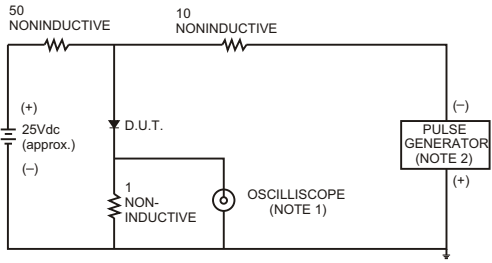 50
NONINDUCTIVE
10
NONINDUCTIVE
(+)
25Vdc
(approx.)
(–)
D.U.T.
1
NON-
INDUCTIVE
OSCILLISCOPE
(NOTE 1)
(–)
PULSE
GENERATOR
(NOTE 2)
(+)